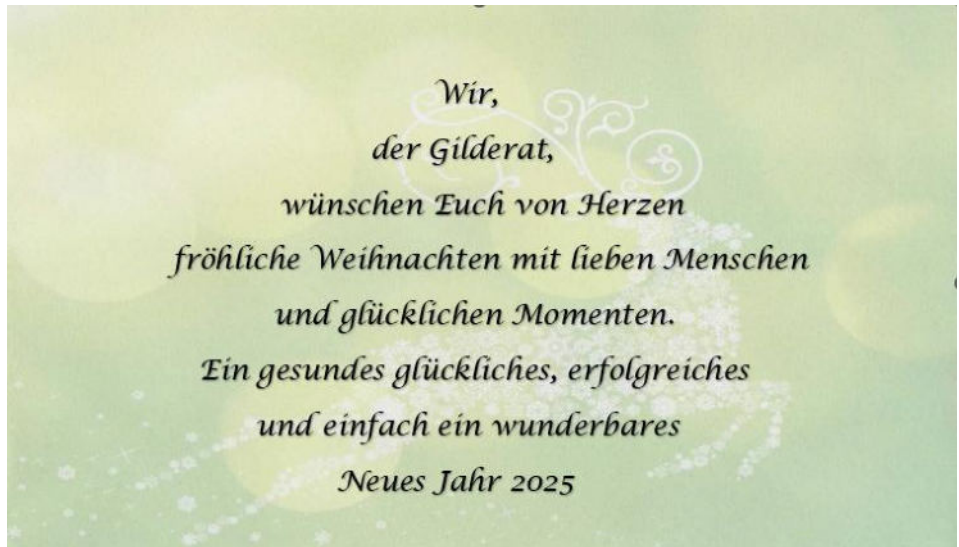 Wir,
der Gilderat,
wünschen Euch von Herzen
fröhliche Weihnachten mit lieben Menschen
und glücklichen Momenten.
Ein gesundes glückliches, erfolgreiches
und einfach ein wunderbares
Neues Jahr 2025